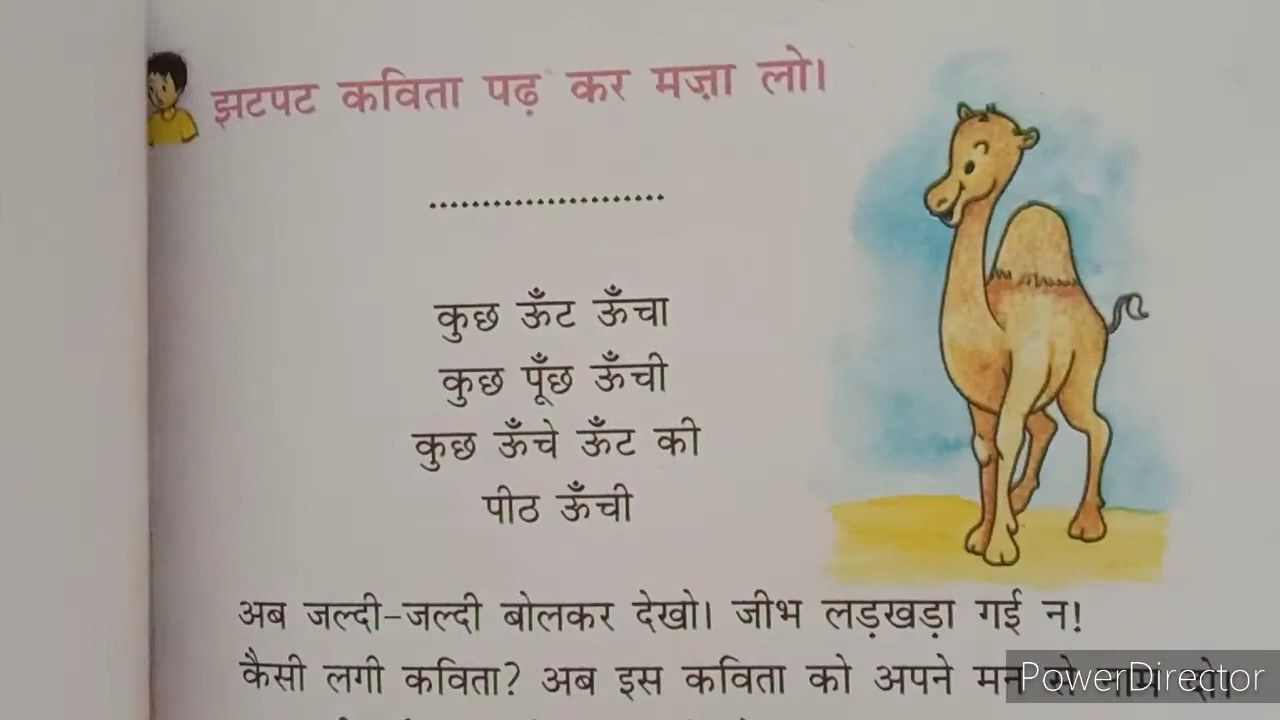 झटपट कविता पढ़ कर मज़ा लो।
.......................
कुछ ऊँट ऊँचा
कुछ पूँछ ऊँची
कुछ ऊँचे ऊँट की
पीठ ऊँची
अब जल्दी-जल्दी बोलकर देखो। जीभ लड़खड़ा गई न!
कैसी लगी कविता? अब इस कविता को अपने मन
PowerDirector